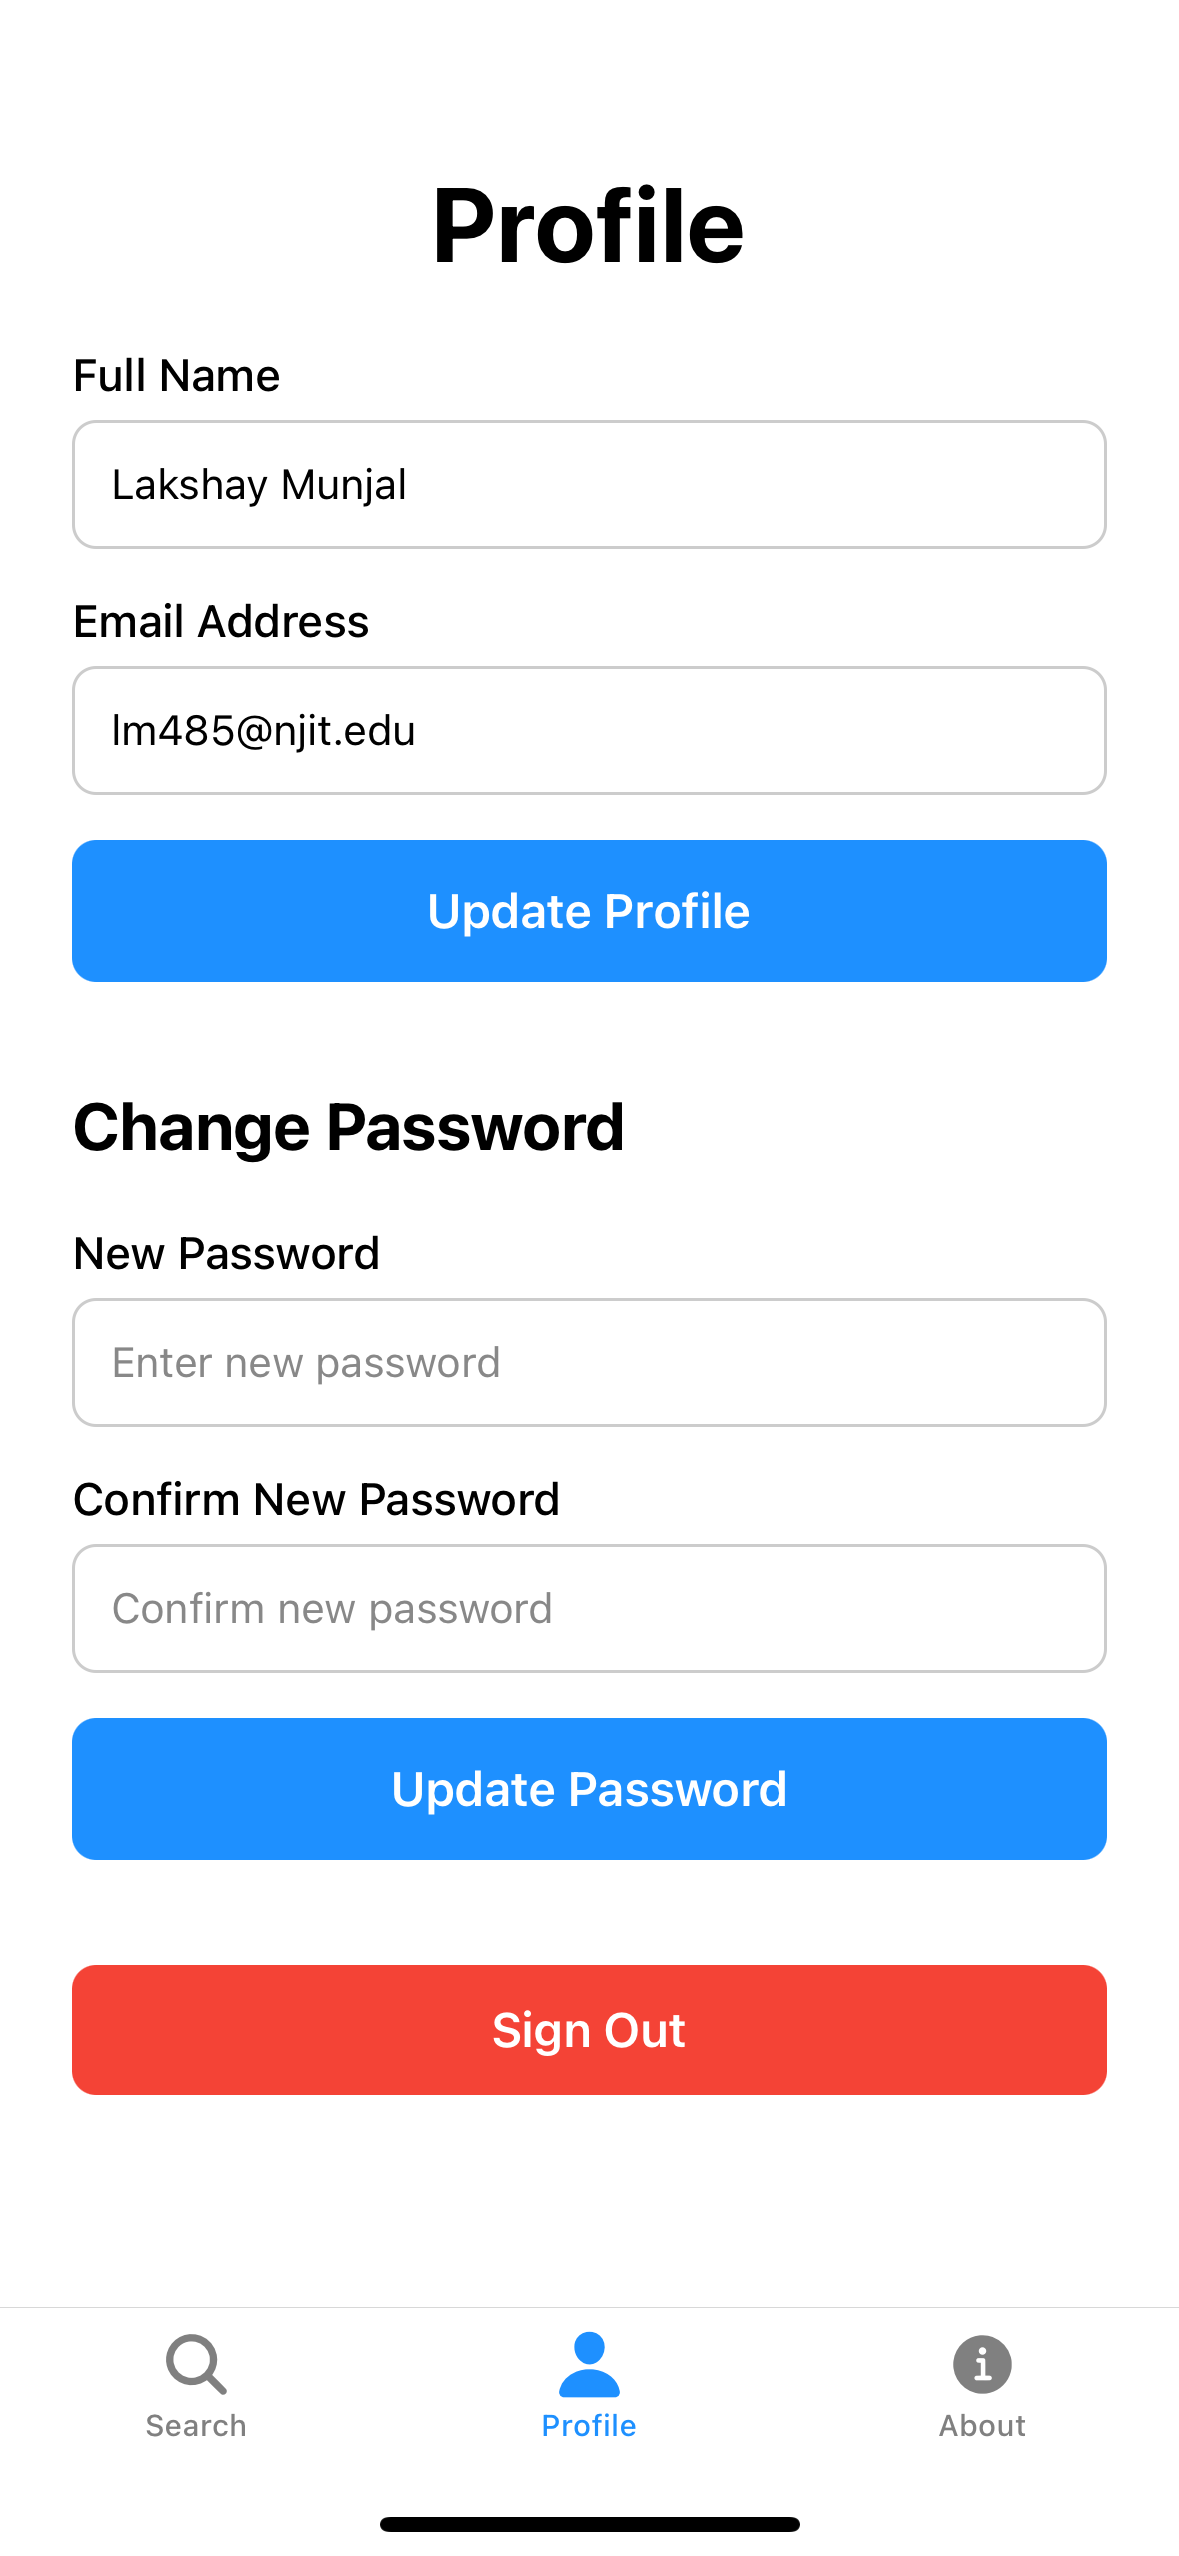 Profile
Full Name
Lakshay Munjal
Email Address
lm485@njit.edu
Update Profile
Change Password
New Password
Enter new password
Confirm New Password
Confirm new password
Update Password
Sign Out
Search
Profile
About